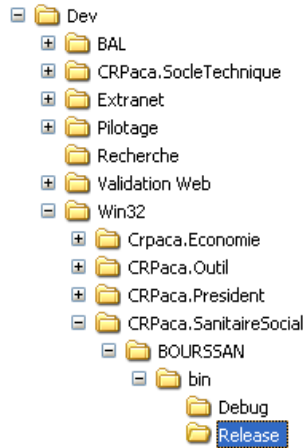 Dev
BAL
CRPaca.SocleTechnique
Extranet
Pilotage
Recherche
Validation Web
Win32
Crpaca.Economie
CRPaca.Outil
CRPaca.President
CRPaca.SanitaireSocial
BOURSSAN
bin
Debug
Release